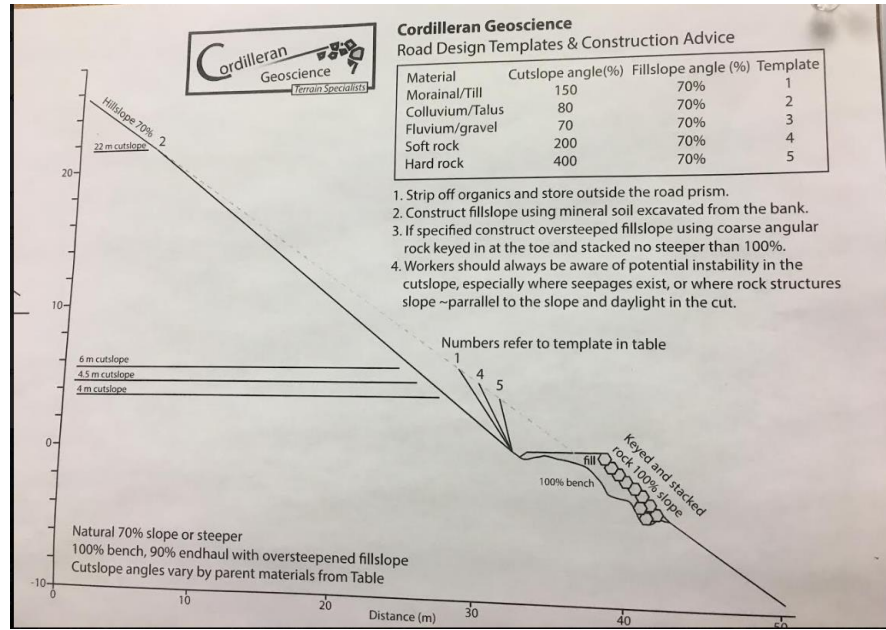 Cordilleran
Geoscience
Terrain Specialists
Cordilleran Geoscience
Road Design Templates & Construction Advice
Material Cutslope angle(%) Fillslope angle (%) Template
Morainal/Till 150 70% 1
Colluvium/Talus 80 70% 2
Fluvium/gravel 70 70% 3
Soft rock 200 70% 4
Hard rock 400 70% 5
1. Strip off organics and store outside the road prism.
2. Construct fillslope using mineral soil excavated from the bank.
3. If specified construct oversteeped fillslope using coarse angular
rock keyed in at the toe and stacked no steeper than 100%.
4. Workers should always be aware of potential instability in the
cutslope, especially where seepages exist, or where rock structures
slope ~parrallel to the slope and daylight in the cut.
Hillslope 70%
2
22 m cutslope
20
10
6 m cutslope
4.5 m cutslope
4 m cutslope
0
-10
Numbers refer to template in table
1
4
5
fill
100% bench
Keyed and stacked
rock 100% slope
Natural 70% slope or steeper
100% bench, 90% endhaul with oversteepened fillslope
Cutslope angles vary by parent materials from Table
0 10 20 30 40 50
Distance (m)